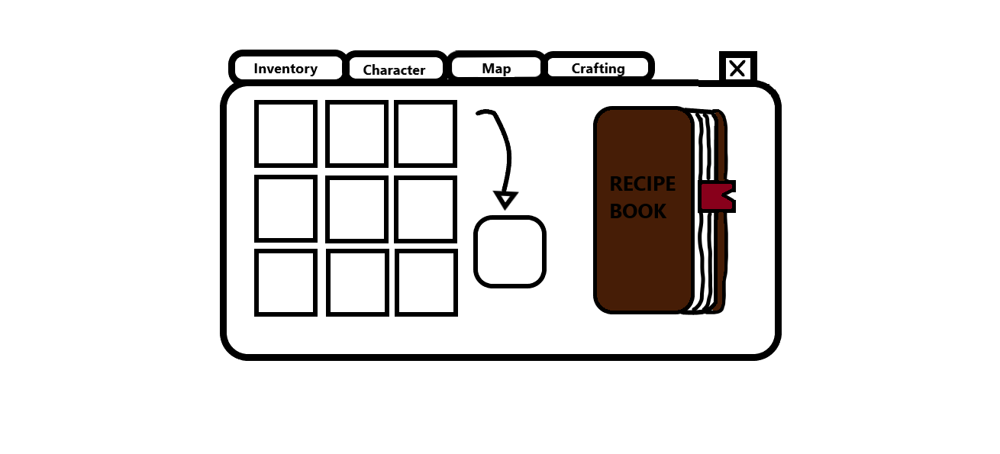 Inventory
Character
Map
Crafting
X
RECIPE
BOOK